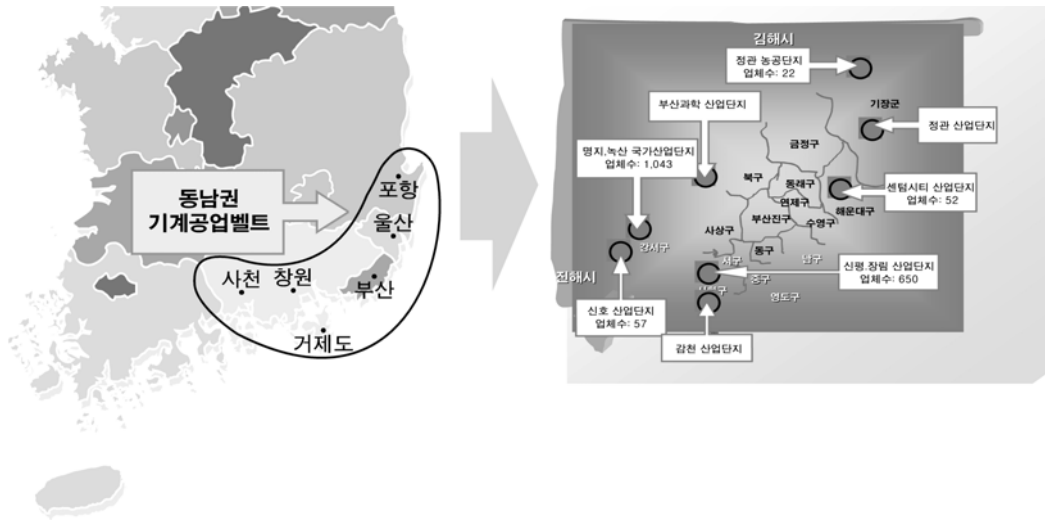 동남권
기계공업벨트
포항
울산
사천
창원
부산
거제도
김해시
정관 농공단지
업체수: 22
부산과학 산업단지
기장군
정관 산업단지
명지.녹산 국가산업단지
업체수: 1,043
금정구
북구
동래구
연제구
센텀시티 산업단지
업체수: 52
해운대구
부산진구
수영구
사상구
강서구
동구
서구
남구
중구
영도구
진해시
신평.장림 산업단지
업체수: 650
신호 산업단지
업체수: 57
감천 산업단지